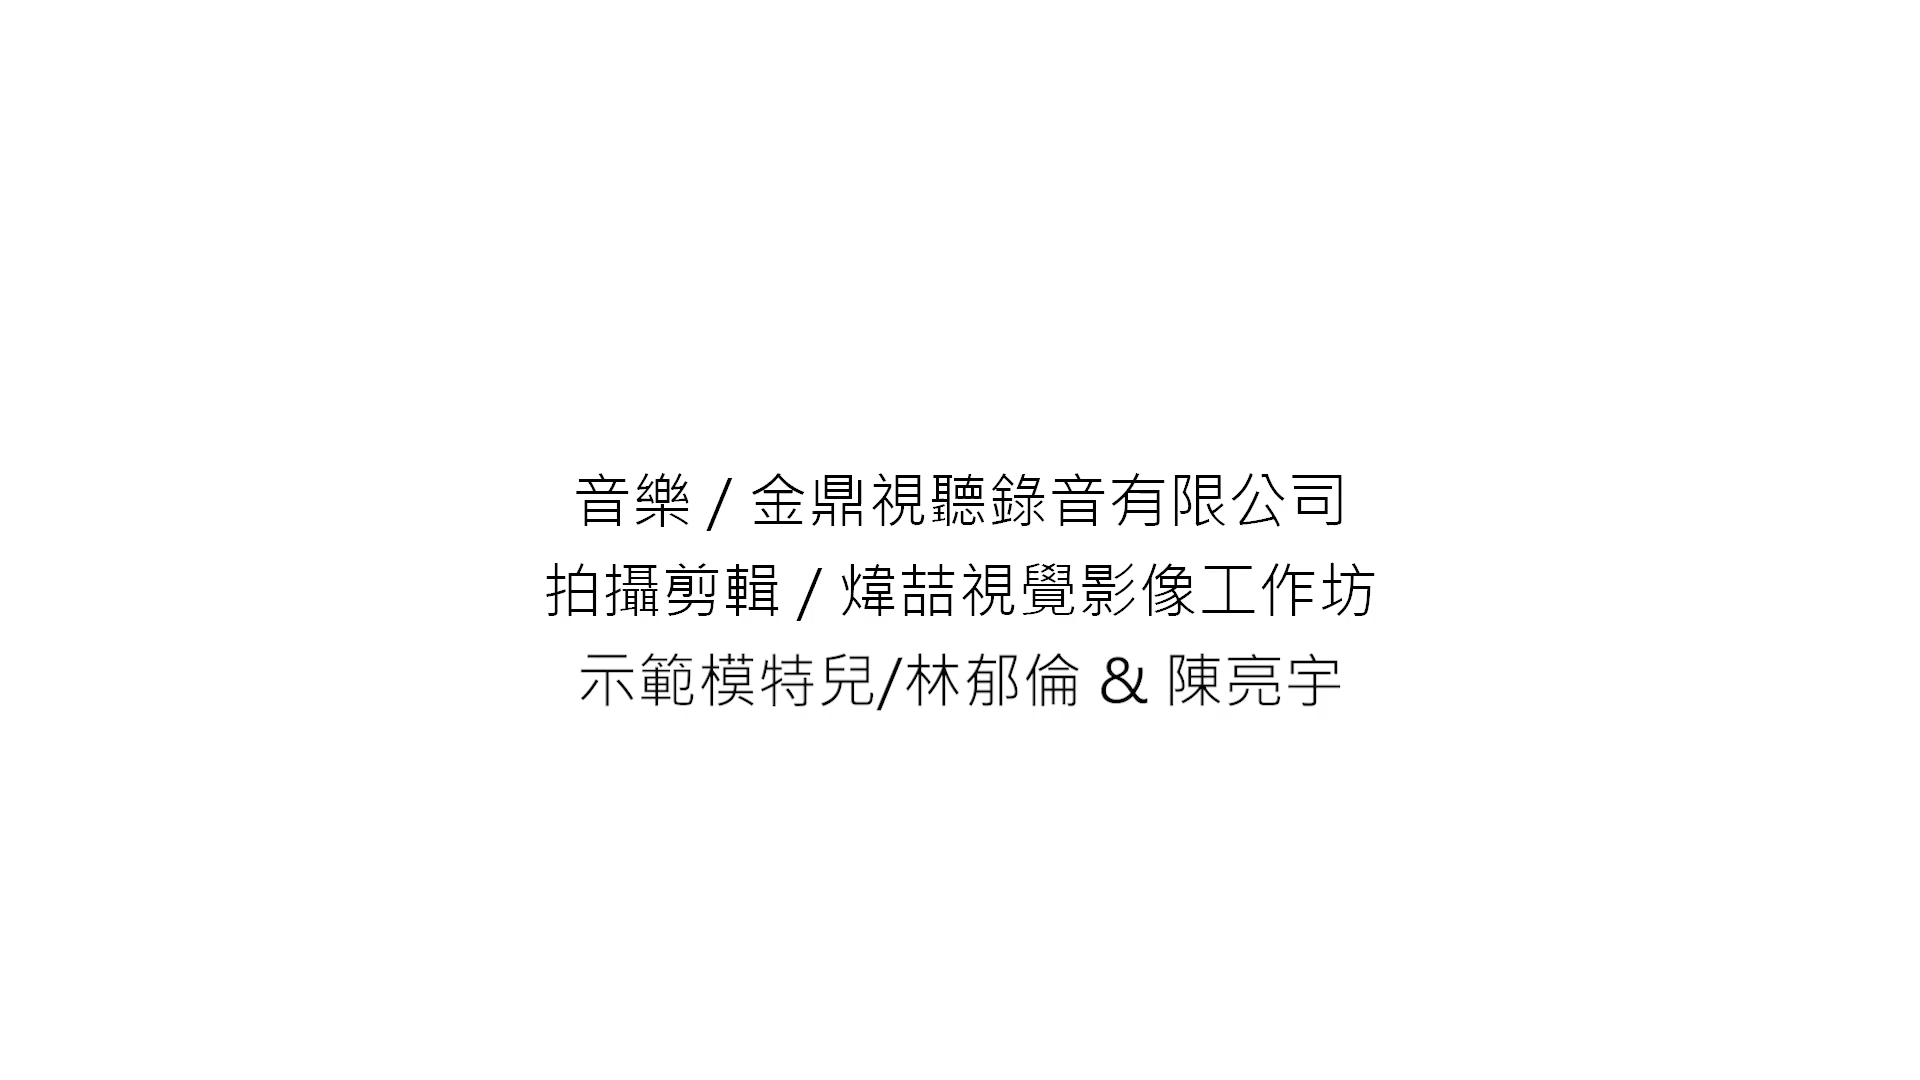 音樂 / 金鼎視聽錄音有限公司
拍攝剪輯 / 煒喆視覺影像工作坊
示範模特兒/林郁倫 & 陳亮宇